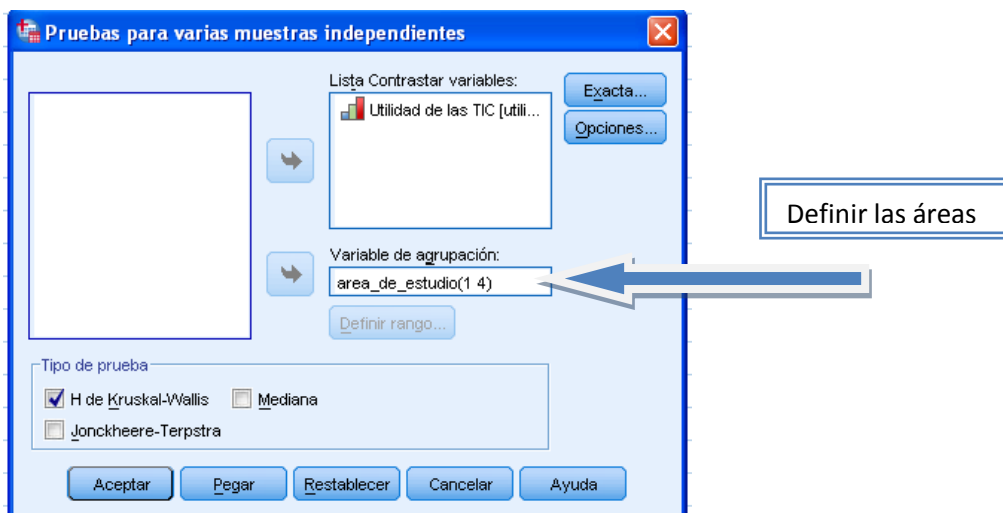 Pruebas para varias muestras independientes
Lista Contrastar variables:
Utilidad de las TIC [utili...
Exacta...
Opciones...
Definir las áreas
Variable de agrupación:
area_de_estudio(1 4)
Definir rango...
Tipo de prueba
H de Kruskal-Wallis
Mediana
Jonckheere-Terpstra
Aceptar
Pegar
Restablecer
Cancelar
Ayuda